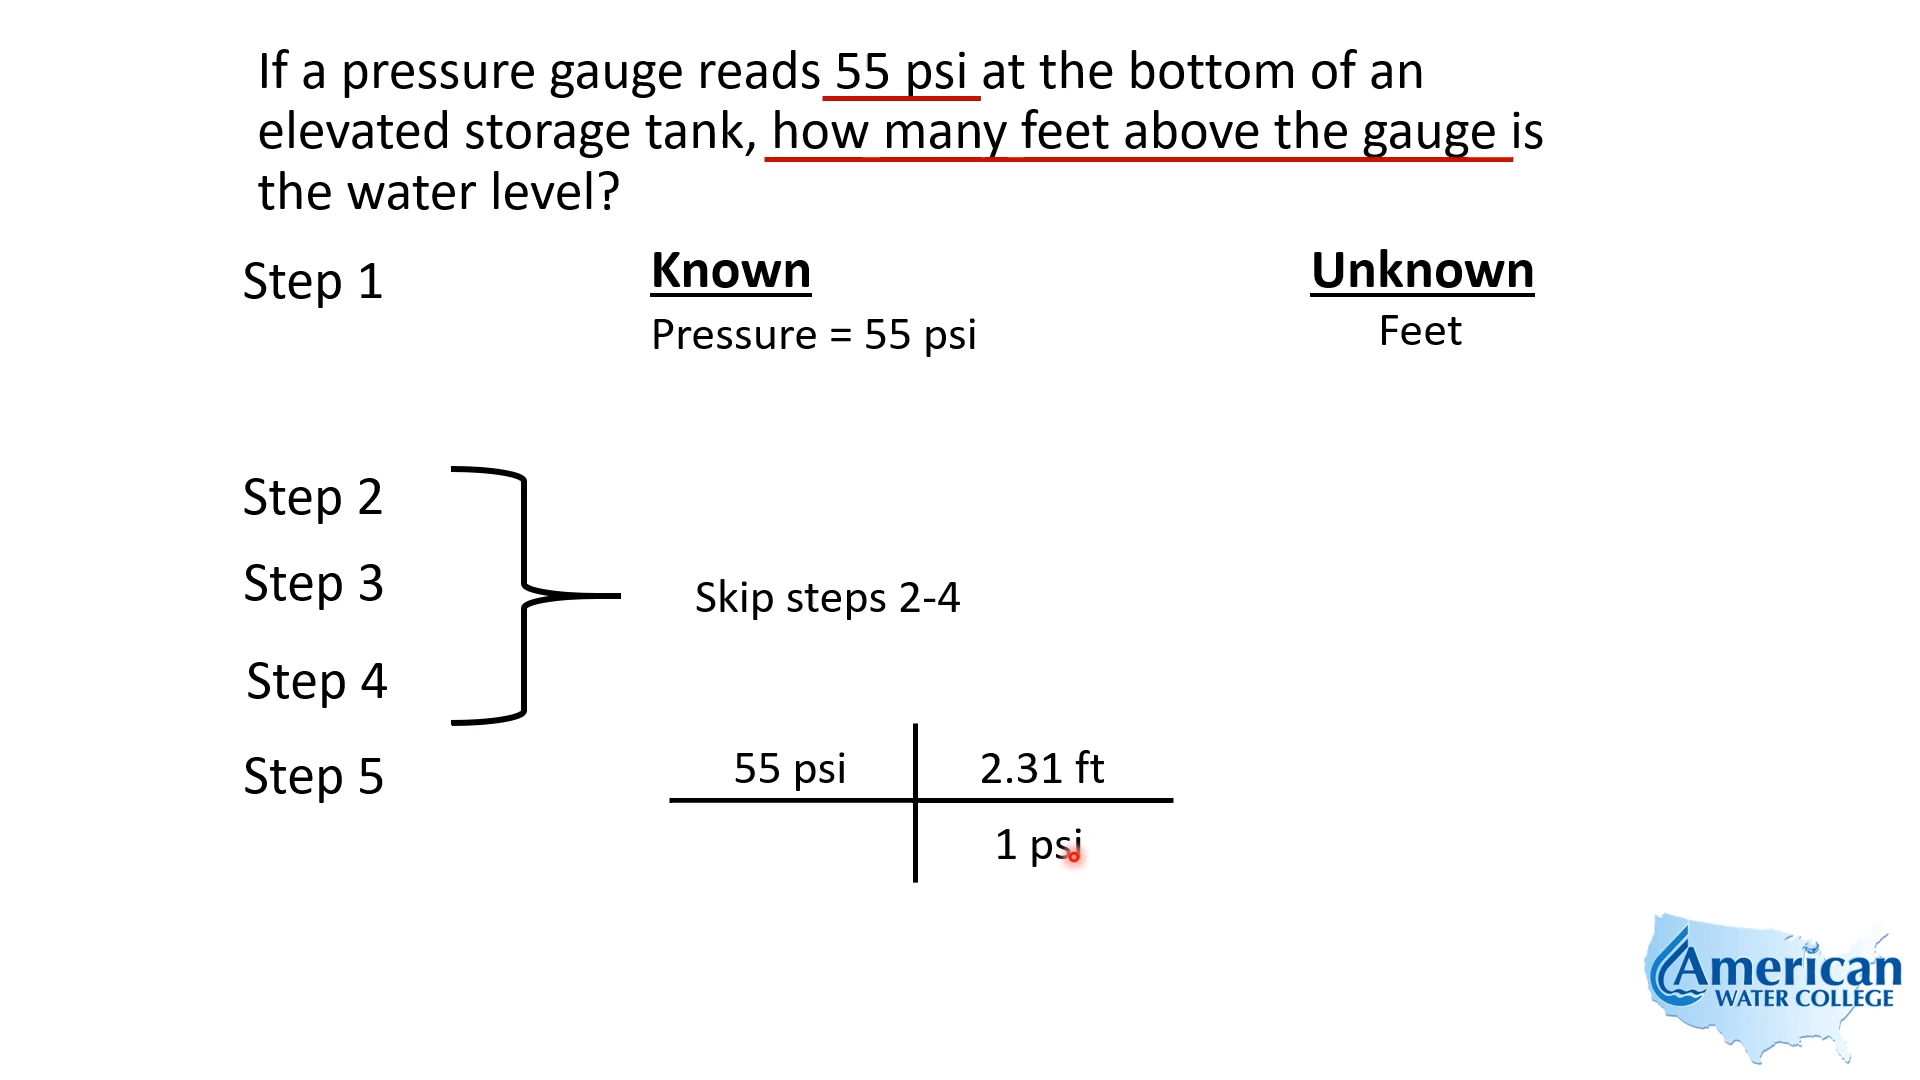 If a pressure gauge reads 55 psi at the bottom of an
elevated storage tank, how many feet above the gauge is
the water level?
Step 1
Known
Unknown
Pressure = 55 psi
Feet
Step 2
Step 3
Skip steps 2-4
Step 4
Step 5
55 psi
2.31 ft
1 psi
American
WATER COLLEGE